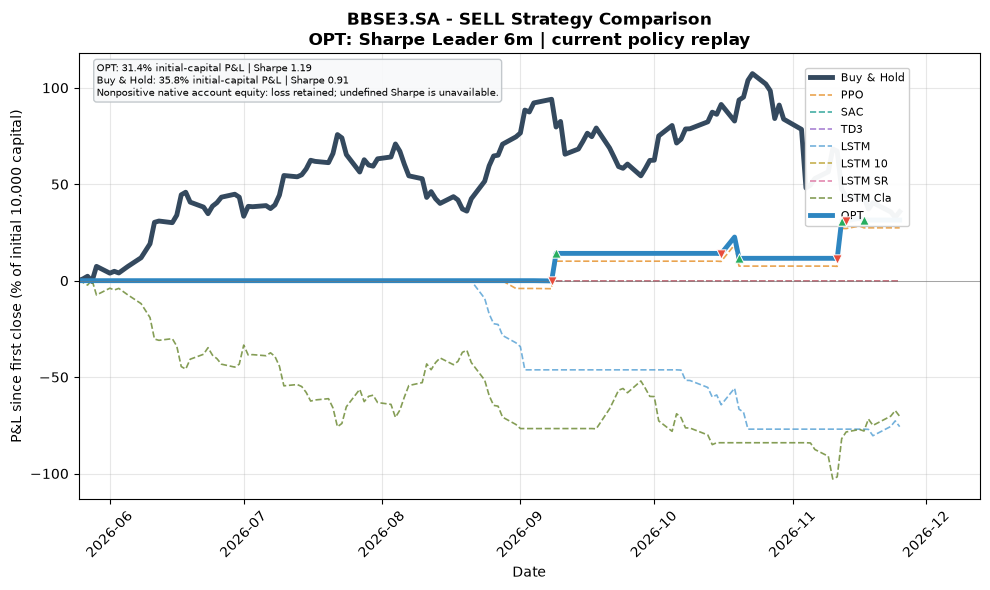 BBSE3.SA - SELL Strategy Comparison
OPT: Sharpe Leader 6m | current policy replay
OPT: 31.4% initial-capital P&L | Sharpe 1.19
Buy & Hold: 35.8% initial-capital P&L | Sharpe 0.91
Nonpositive native account equity: loss retained; undefined Sharpe is unavailable.
Buy & Hold
PPO
SAC
TD3
LSTM
LSTM 10
LSTM SR
LSTM Cla
OPT
P&L since first close (% of initial 10,000 capital)
100
50
0
−50
−100
2026-06
2026-07
2026-08
2026-09
2026-10
2026-11
2026-12
Date